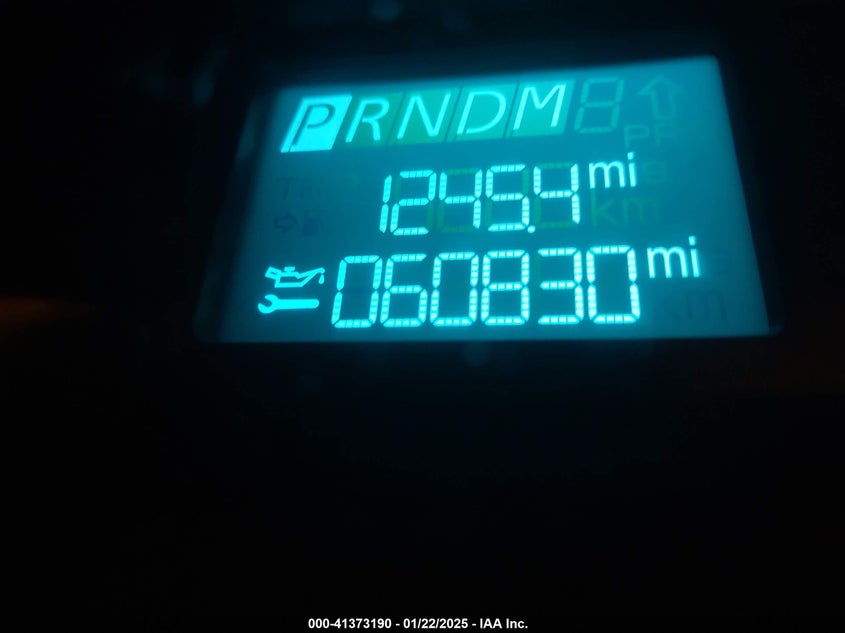 PRNDM
1245.4 mi
060830 mi
000-41373190 - 01/22/2025 - IAA Inc.